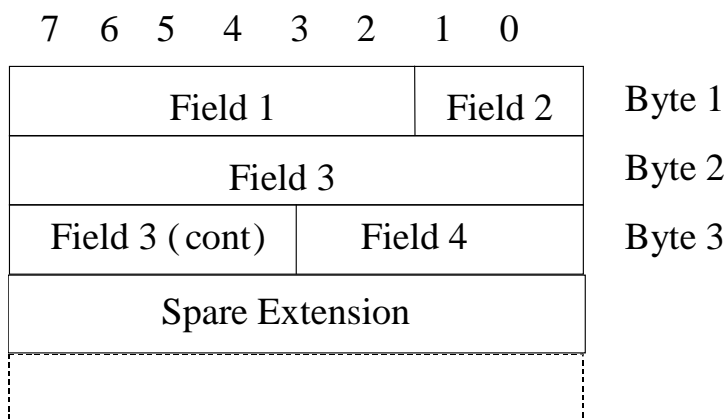 7 6 5 4 3 2 1 0
Field 1 Field 2 Byte 1
Field 3 Byte 2
Field 3 (cont) Field 4 Byte 3
Spare Extension